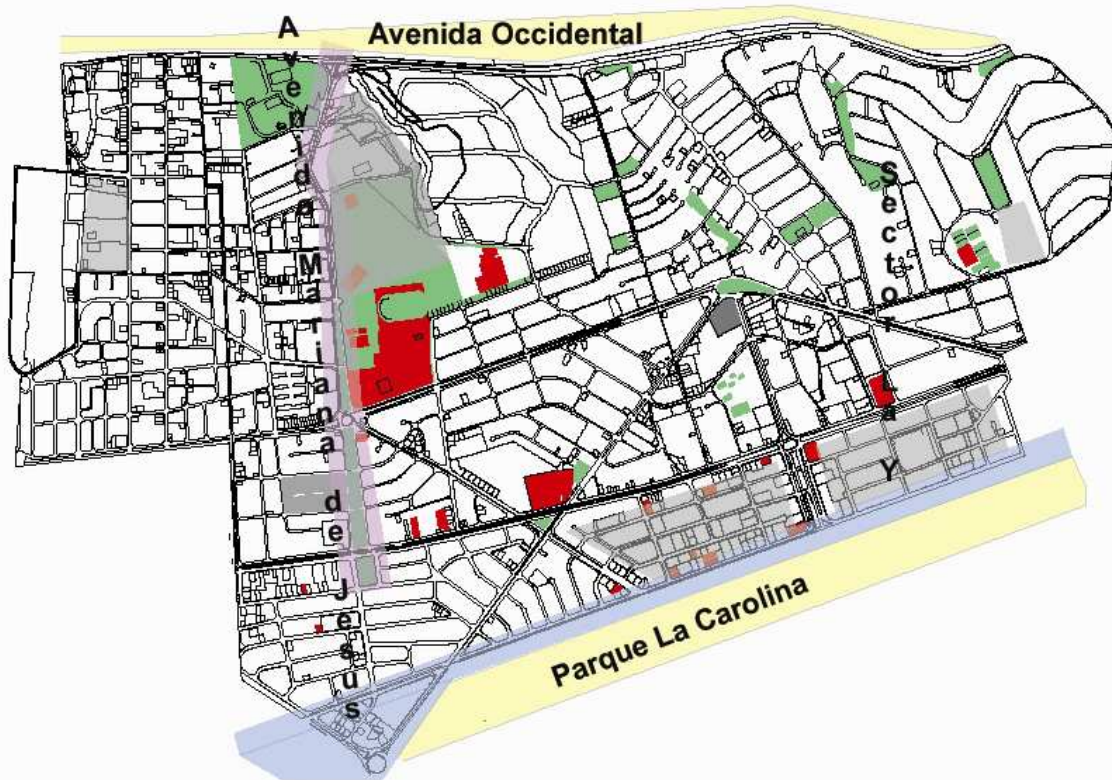 Avenida Occidental
Avenida Mariana de Jesus
Sector La Y
Parque La Carolina